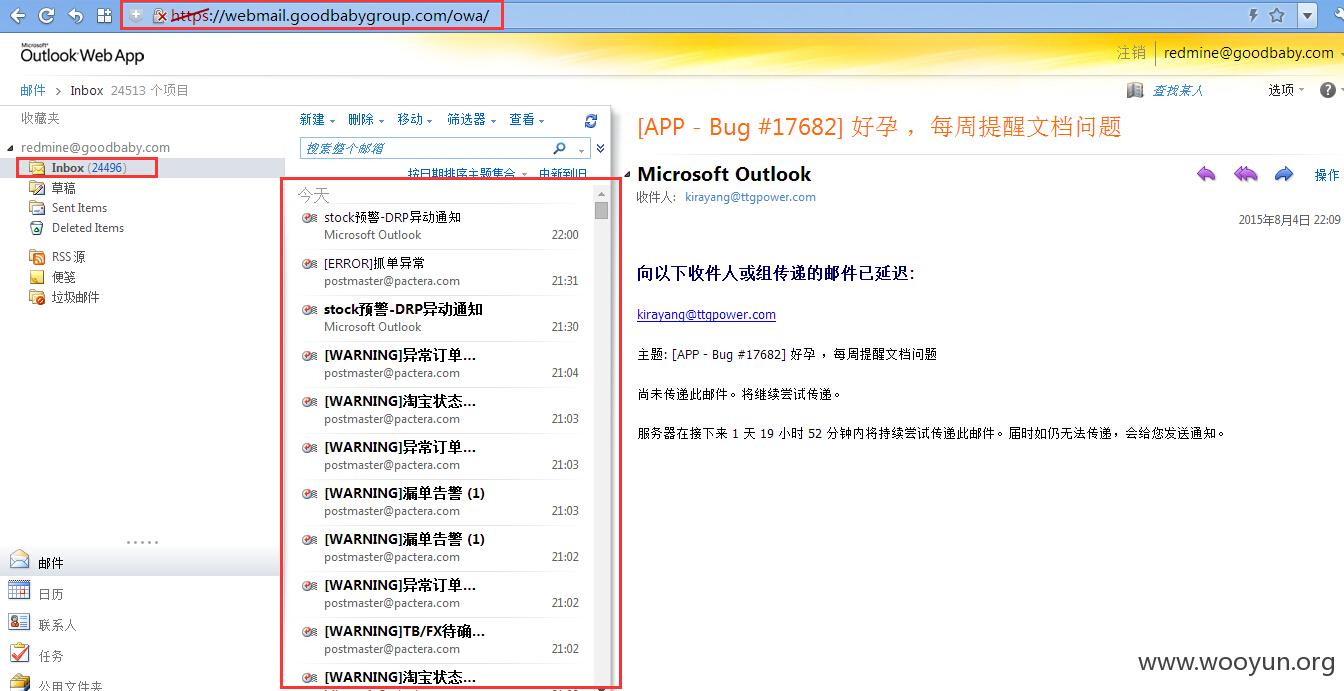 https://webmail.goodbabygroup.com/owa/
Microsoft®
Outlook Web App
注销
redmine@goodbaby.com
邮件 > Inbox 24513 个项目
查找某人
选项
收藏夹
redmine@goodbaby.com
Inbox (24496)
草稿
Sent Items
Deleted Items
RSS 源
便笺
垃圾邮件
邮件
日历
联系人
任务
公用文件夹
新建 删除 移动 筛选器 查看
搜索整个邮箱
按日期排序主题集合 由新到旧
今天
stock预警-DRP异动通知
Microsoft Outlook 22:00
[ERROR]抓单异常
postmaster@pactera.com 21:31
stock预警-DRP异动通知
Microsoft Outlook 21:30
[WARNING]异常订单...
postmaster@pactera.com 21:04
[WARNING]淘宝状态...
postmaster@pactera.com 21:03
[WARNING]异常订单...
postmaster@pactera.com 21:03
[WARNING]漏单告警 (1)
postmaster@pactera.com 21:03
[WARNING]漏单告警 (1)
postmaster@pactera.com 21:02
[WARNING]异常订单...
postmaster@pactera.com 21:02
[WARNING]TB/FX待确...
postmaster@pactera.com 21:02
[WARNING]淘宝状态...
[APP - Bug #17682] 好孕 ，每周提醒文档问题
Microsoft Outlook
收件人: kirayang@ttgpower.com
操作
2015年8月4日 22:09
向以下收件人或组传递的邮件已延迟:
kirayang@ttgpower.com
主题: [APP - Bug #17682] 好孕 ，每周提醒文档问题
尚未传递此邮件。将继续尝试传递。
服务器在接下来 1 天 19 小时 52 分钟内将持续尝试传递此邮件。届时如仍无法传递，会给您发送通知。
www.wooyun.org